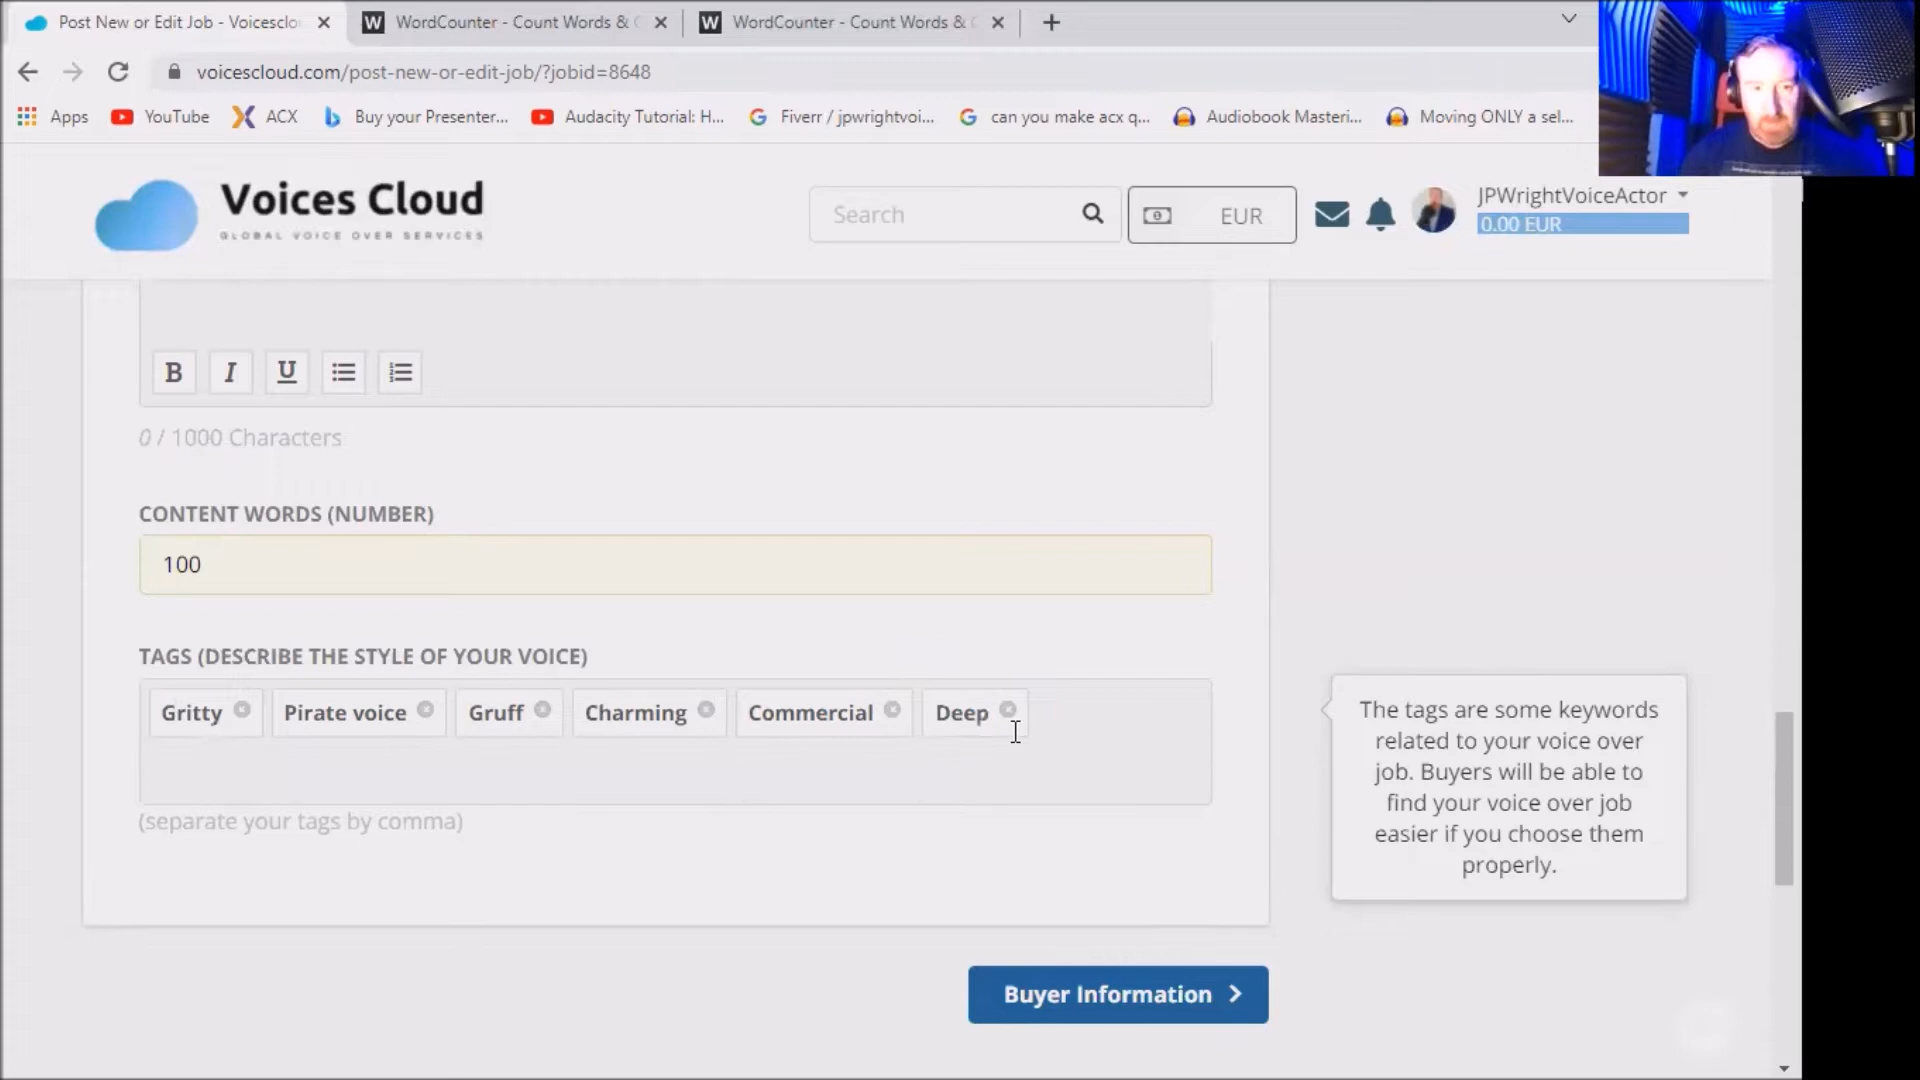 Post New or Edit Job - Voicesclo
WordCounter - Count Words &
WordCounter - Count Words &
voicescloud.com/post-new-or-edit-job/?jobid=8648
Apps
YouTube
ACX
Buy your Presenter...
Audacity Tutorial: H...
Fiverr / jpwrightvoi...
can you make acx q...
Audiobook Masteri...
Moving ONLY a sel...
Voices Cloud
GLOBAL VOICE OVER SERVICES
Search
EUR
JPWrightVoiceActor
0.00 EUR
B I U
0 / 1000 Characters
CONTENT WORDS (NUMBER)
100
TAGS (DESCRIBE THE STYLE OF YOUR VOICE)
Gritty
Pirate voice
Gruff
Charming
Commercial
Deep
(separate your tags by comma)
The tags are some keywords
related to your voice over
job. Buyers will be able to
find your voice over job
easier if you choose them
properly.
Buyer Information